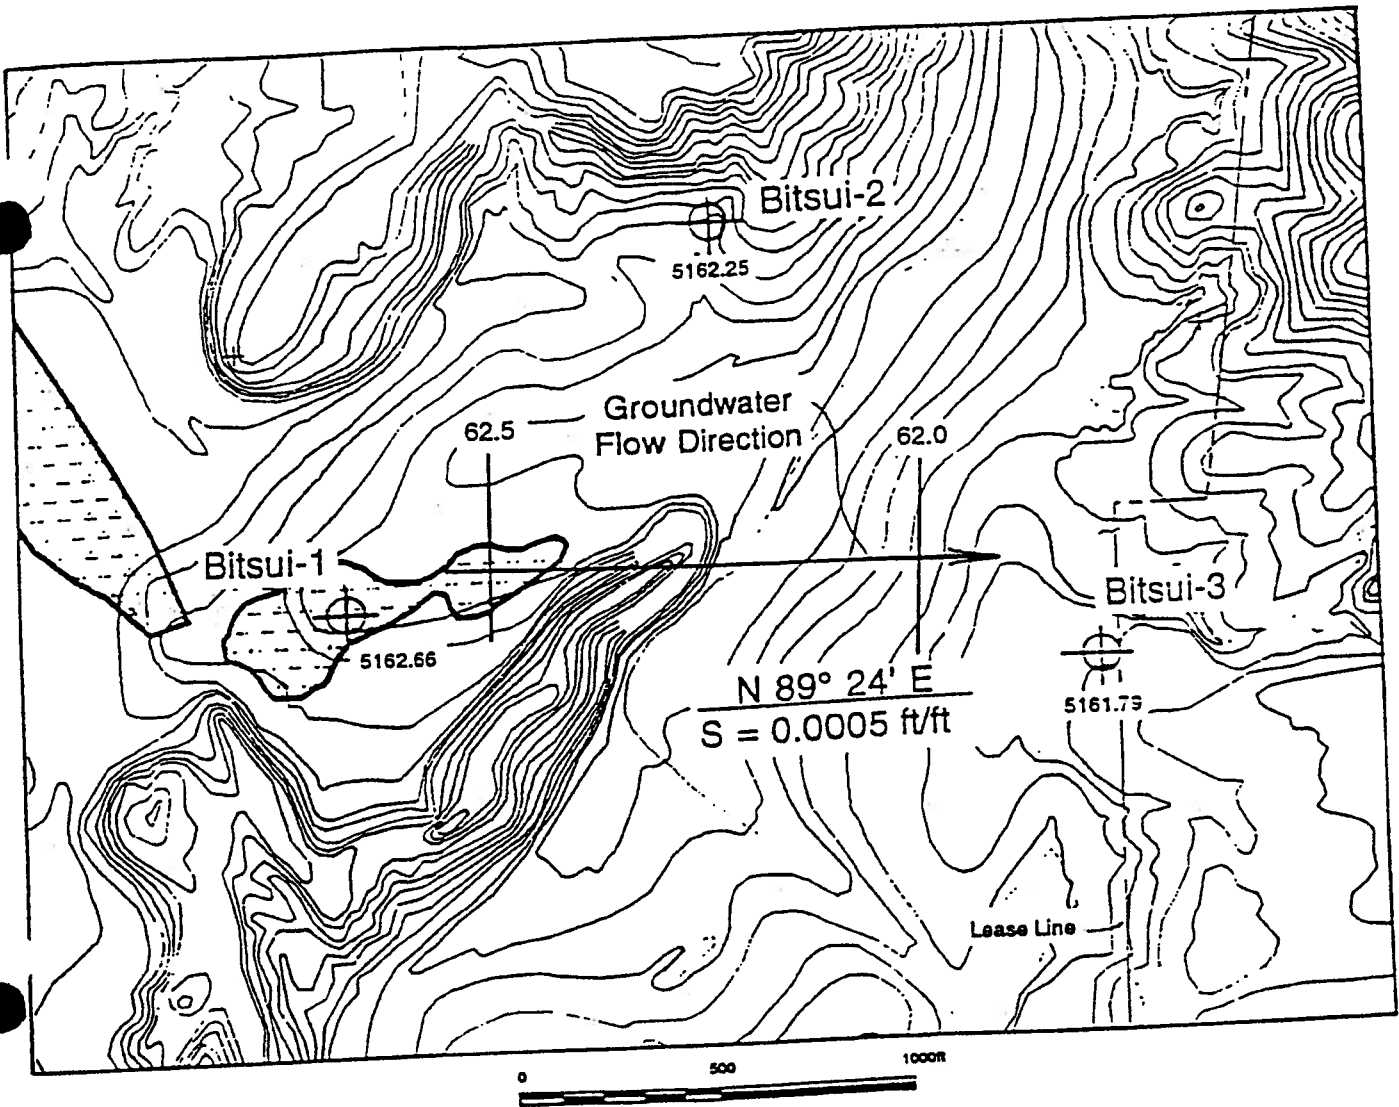 Bitsui-2
5162.25
Groundwater
Flow Direction
62.5
62.0
Bitsui-1
5162.66
Bitsui-3
5161.79
N 89° 24' E
S = 0.0005 ft/ft
Lease Line
0 500 1000ft